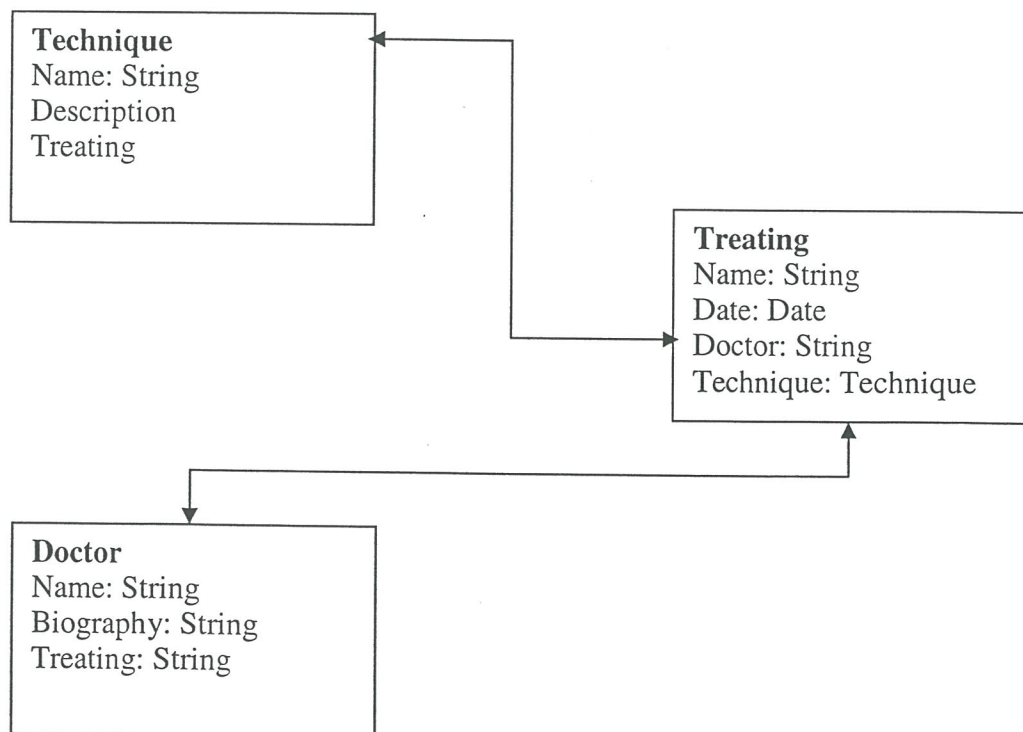 Technique
Name: String
Description
Treating
Treating
Name: String
Date: Date
Doctor: String
Technique: Technique
Doctor
Name: String
Biography: String
Treating: String